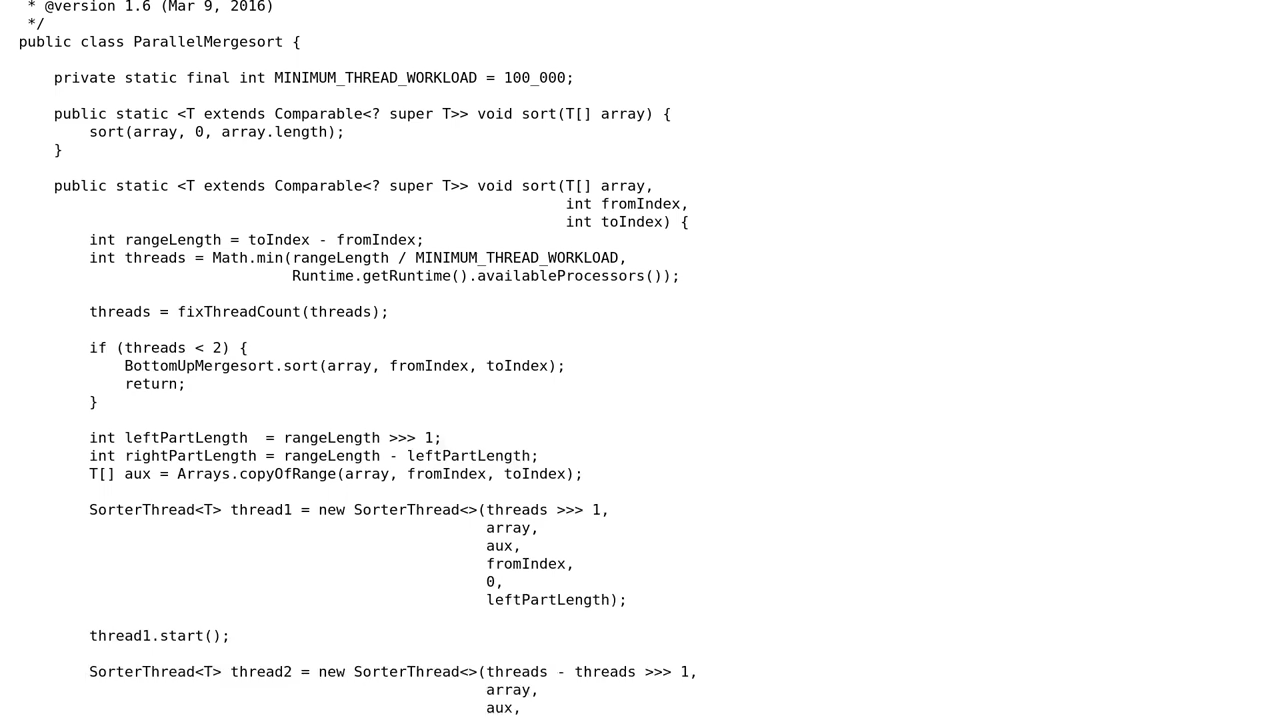 * @version 1.6 (Mar 9, 2016)
 */
public class ParallelMergesort {

    private static final int MINIMUM_THREAD_WORKLOAD = 100_000;

    public static <T extends Comparable<? super T>> void sort(T[] array) {
        sort(array, 0, array.length);
    }

    public static <T extends Comparable<? super T>> void sort(T[] array,
                                                              int fromIndex,
                                                              int toIndex) {
        int rangeLength = toIndex - fromIndex;
        int threads = Math.min(rangeLength / MINIMUM_THREAD_WORKLOAD,
                               Runtime.getRuntime().availableProcessors());

        threads = fixThreadCount(threads);

        if (threads < 2) {
            BottomUpMergesort.sort(array, fromIndex, toIndex);
            return;
        }

        int leftPartLength  = rangeLength >>> 1;
        int rightPartLength = rangeLength - leftPartLength;
        T[] aux = Arrays.copyOfRange(array, fromIndex, toIndex);

        SorterThread<T> thread1 = new SorterThread<>(threads >>> 1,
                                                     array,
                                                     aux,
                                                     fromIndex,
                                                     0,
                                                     leftPartLength);

        thread1.start();

        SorterThread<T> thread2 = new SorterThread<>(threads - threads >>> 1,
                                                     array,
                                                     aux,